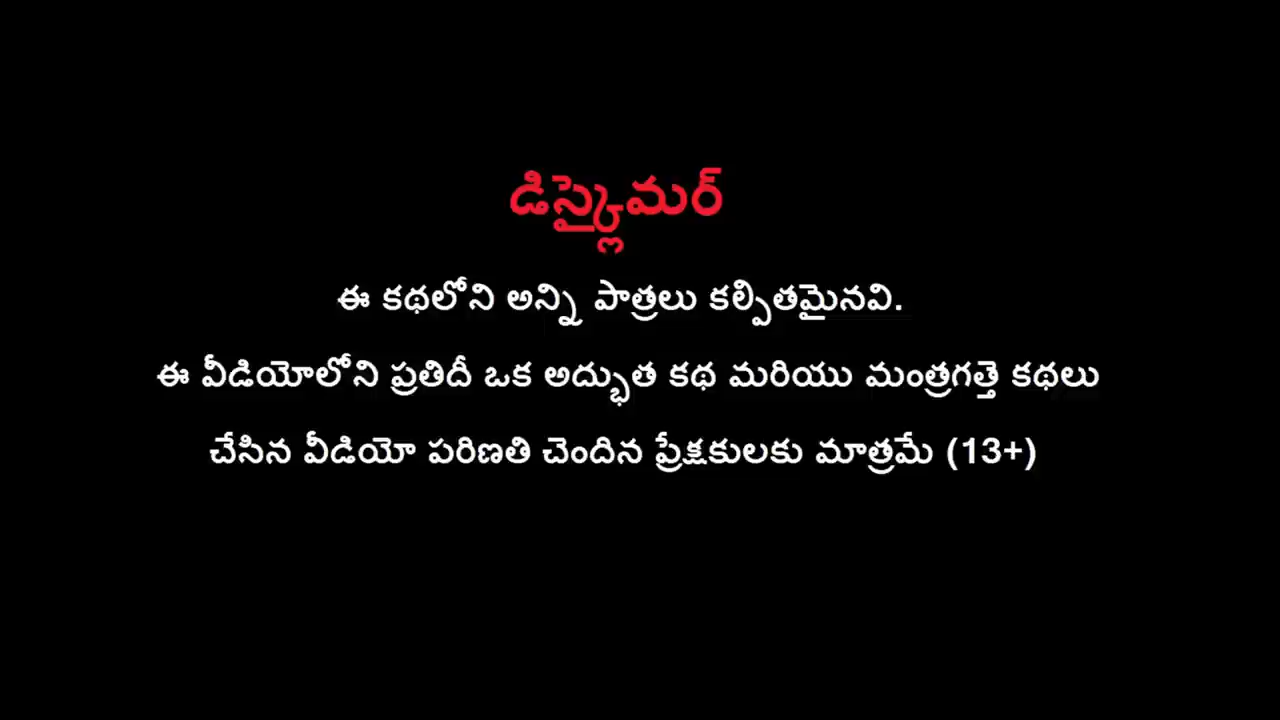 డిస్క్లైమర్
ఈ కథలోని అన్ని పాత్రలు కల్పితమైనవి.
ఈ వీడియోలోని ప్రతిదీ ఒక అద్భుత కథ మరియు మంత్రగత్తె కథలు
చేసిన వీడియో పరిణతి చెందిన ప్రేక్షకులకు మాత్రమే (13+)